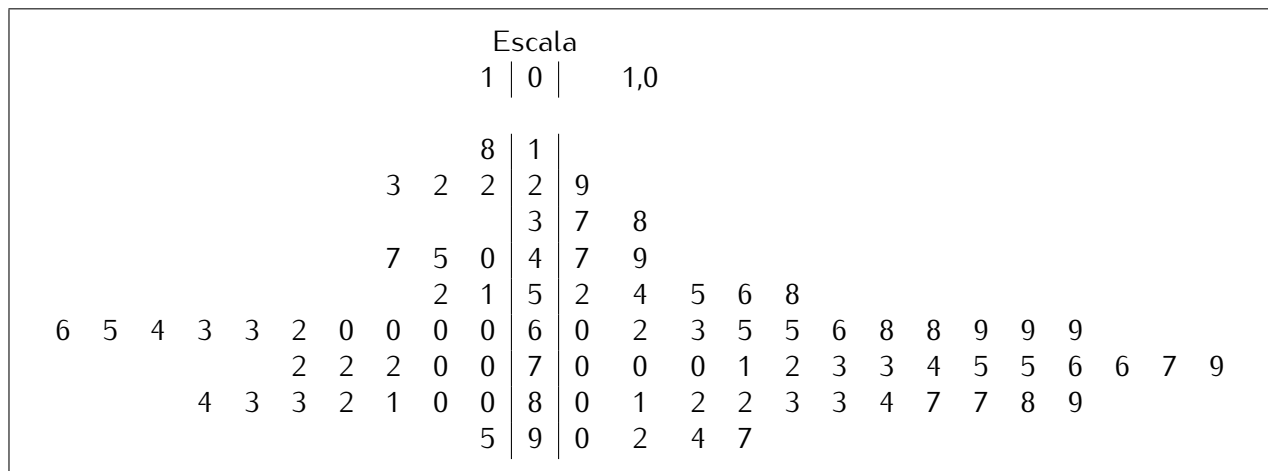 Escala
1 | 0 | 1,0
8 | 1 |
3 2 2 | 2 | 9
| 3 | 7 8
7 5 0 | 4 | 7 9
2 1 | 5 | 2 4 5 6 8
6 5 4 3 3 2 0 0 0 0 | 6 | 0 2 3 5 5 6 8 8 9 9 9
2 2 2 0 0 | 7 | 0 0 0 1 2 3 3 4 5 5 6 6 7 9
4 3 3 2 1 0 0 | 8 | 0 1 2 2 3 3 4 7 7 8 9
5 | 9 | 0 2 4 7